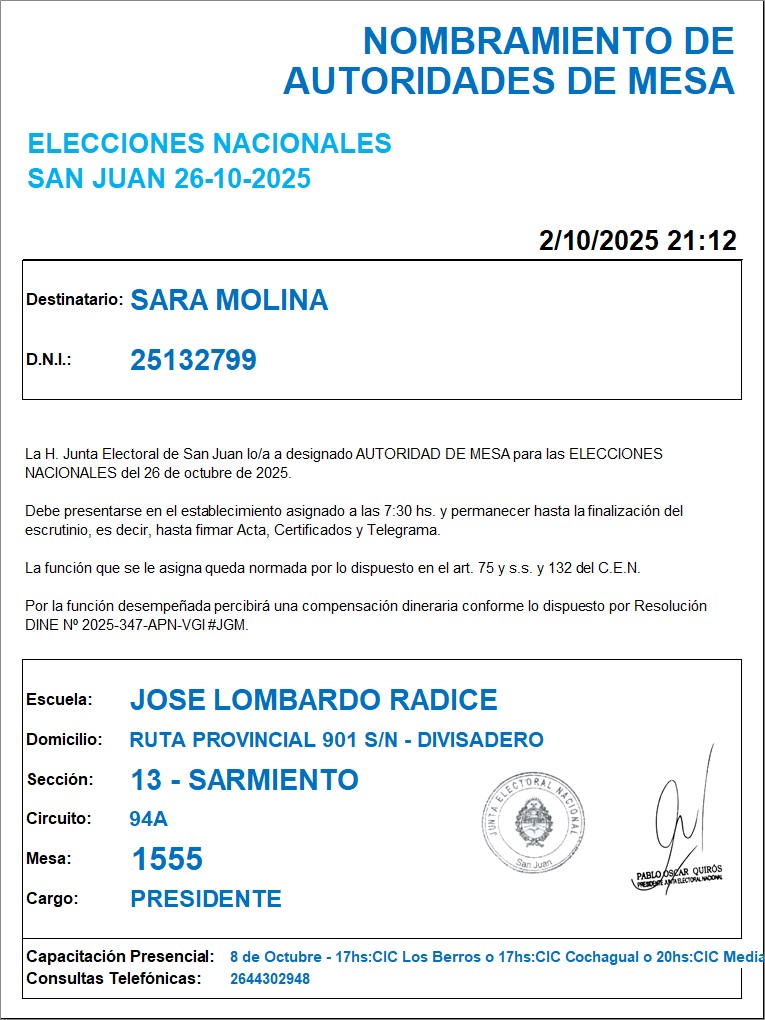 NOMBRAMIENTO DE
AUTORIDADES DE MESA
ELECCIONES NACIONALES
SAN JUAN 26-10-2025
2/10/2025 21:12
Destinatario: SARA MOLINA
D.N.I.: 25132799
La H. Junta Electoral de San Juan lo/a a designado AUTORIDAD DE MESA para las ELECCIONES
NACIONALES del 26 de octubre de 2025.
Debe presentarse en el establecimiento asignado a las 7:30 hs. y permanecer hasta la finalización del
escrutinio, es decir, hasta firmar Acta, Certificados y Telegrama.
La función que se le asigna queda normada por lo dispuesto en el art. 75 y s.s. y 132 del C.E.N.
Por la función desempeñada percibirá una compensación dineraria conforme lo dispuesto por Resolución
DINE Nº 2025-347-APN-VGI#JGM.
Escuela: JOSE LOMBARDO RADICE
Domicilio: RUTA PROVINCIAL 901 S/N - DIVISADERO
Sección: 13 - SARMIENTO
Circuito: 94A
Mesa: 1555
Cargo: PRESIDENTE
JUNTA ELECTORAL NACIONAL
San Juan
PABLO OSCAR QUIRÓS
PRESIDENTE JUNTA ELECTORAL NACIONAL
Capacitación Presencial: 8 de Octubre - 17hs:CIC Los Berros o 17hs:CIC Cochagual o 20hs:CIC Media
Consultas Telefónicas: 2644302948